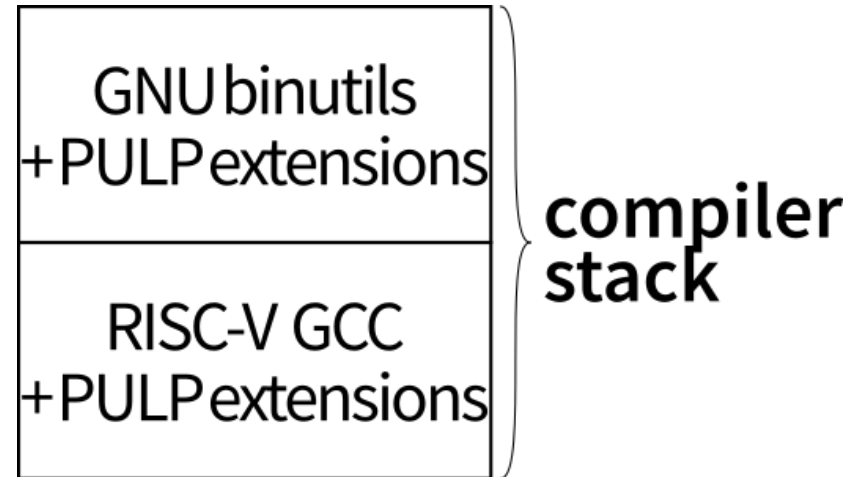 GNU binutils
+ PULP extensions
compiler
stack
RISC-V GCC
+ PULP extensions